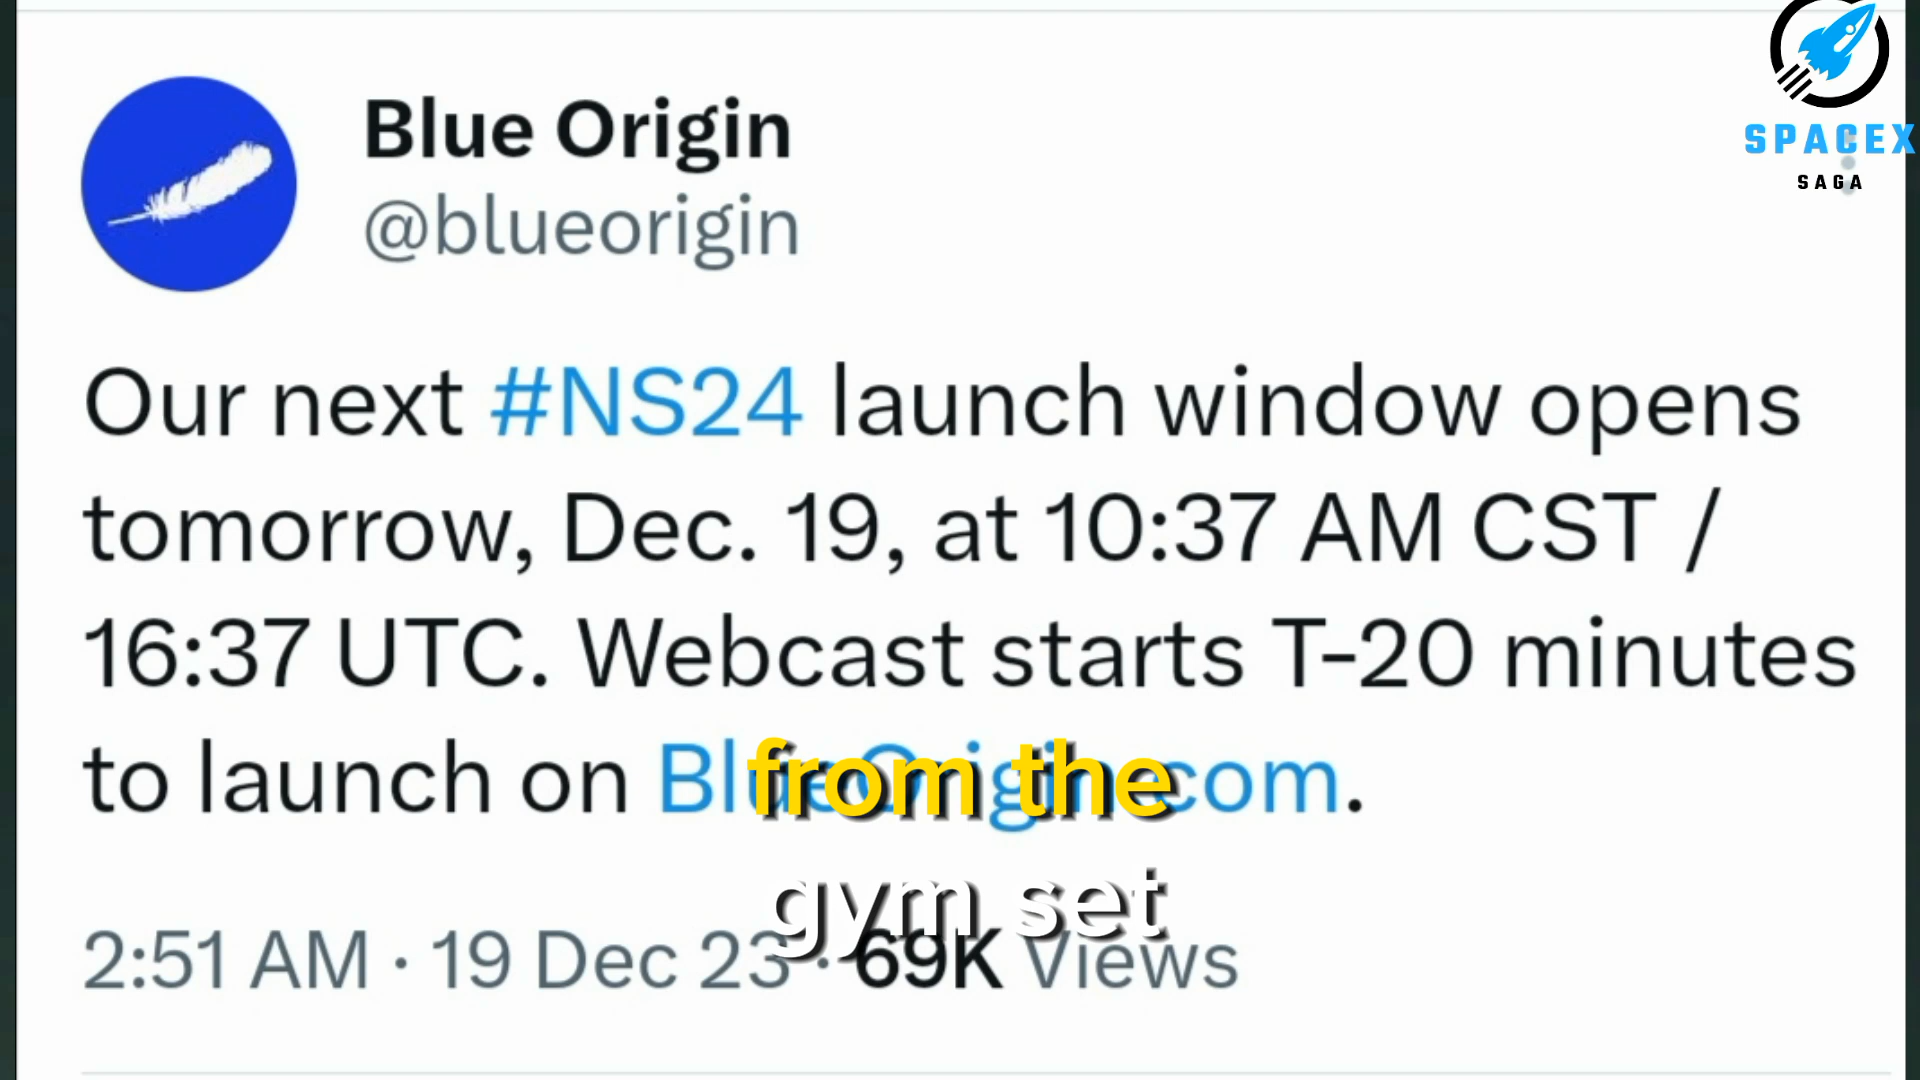 SPACEX
SAGA
Blue Origin
@blueorigin
Our next #NS24 launch window opens
tomorrow, Dec. 19, at 10:37 AM CST /
16:37 UTC. Webcast starts T-20 minutes
to launch on BlueOrigin.com.
from the
gym set
2:51 AM · 19 Dec 23 · 69K Views